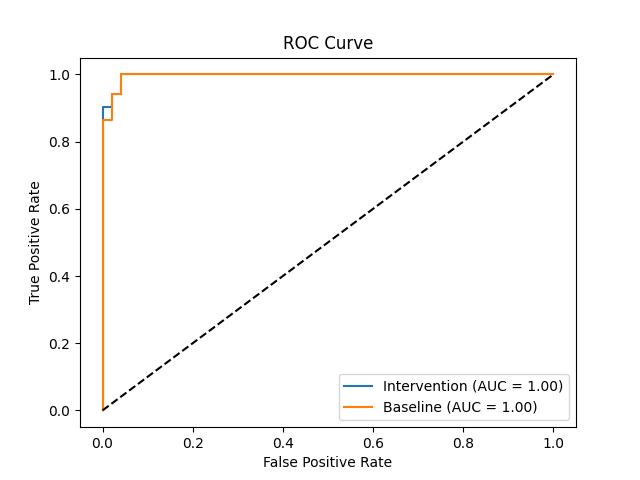 ROC Curve
1.0
0.8
0.6
0.4
0.2
0.0
True Positive Rate
Intervention (AUC = 1.00)
Baseline (AUC = 1.00)
0.0 0.2 0.4 0.6 0.8 1.0
False Positive Rate